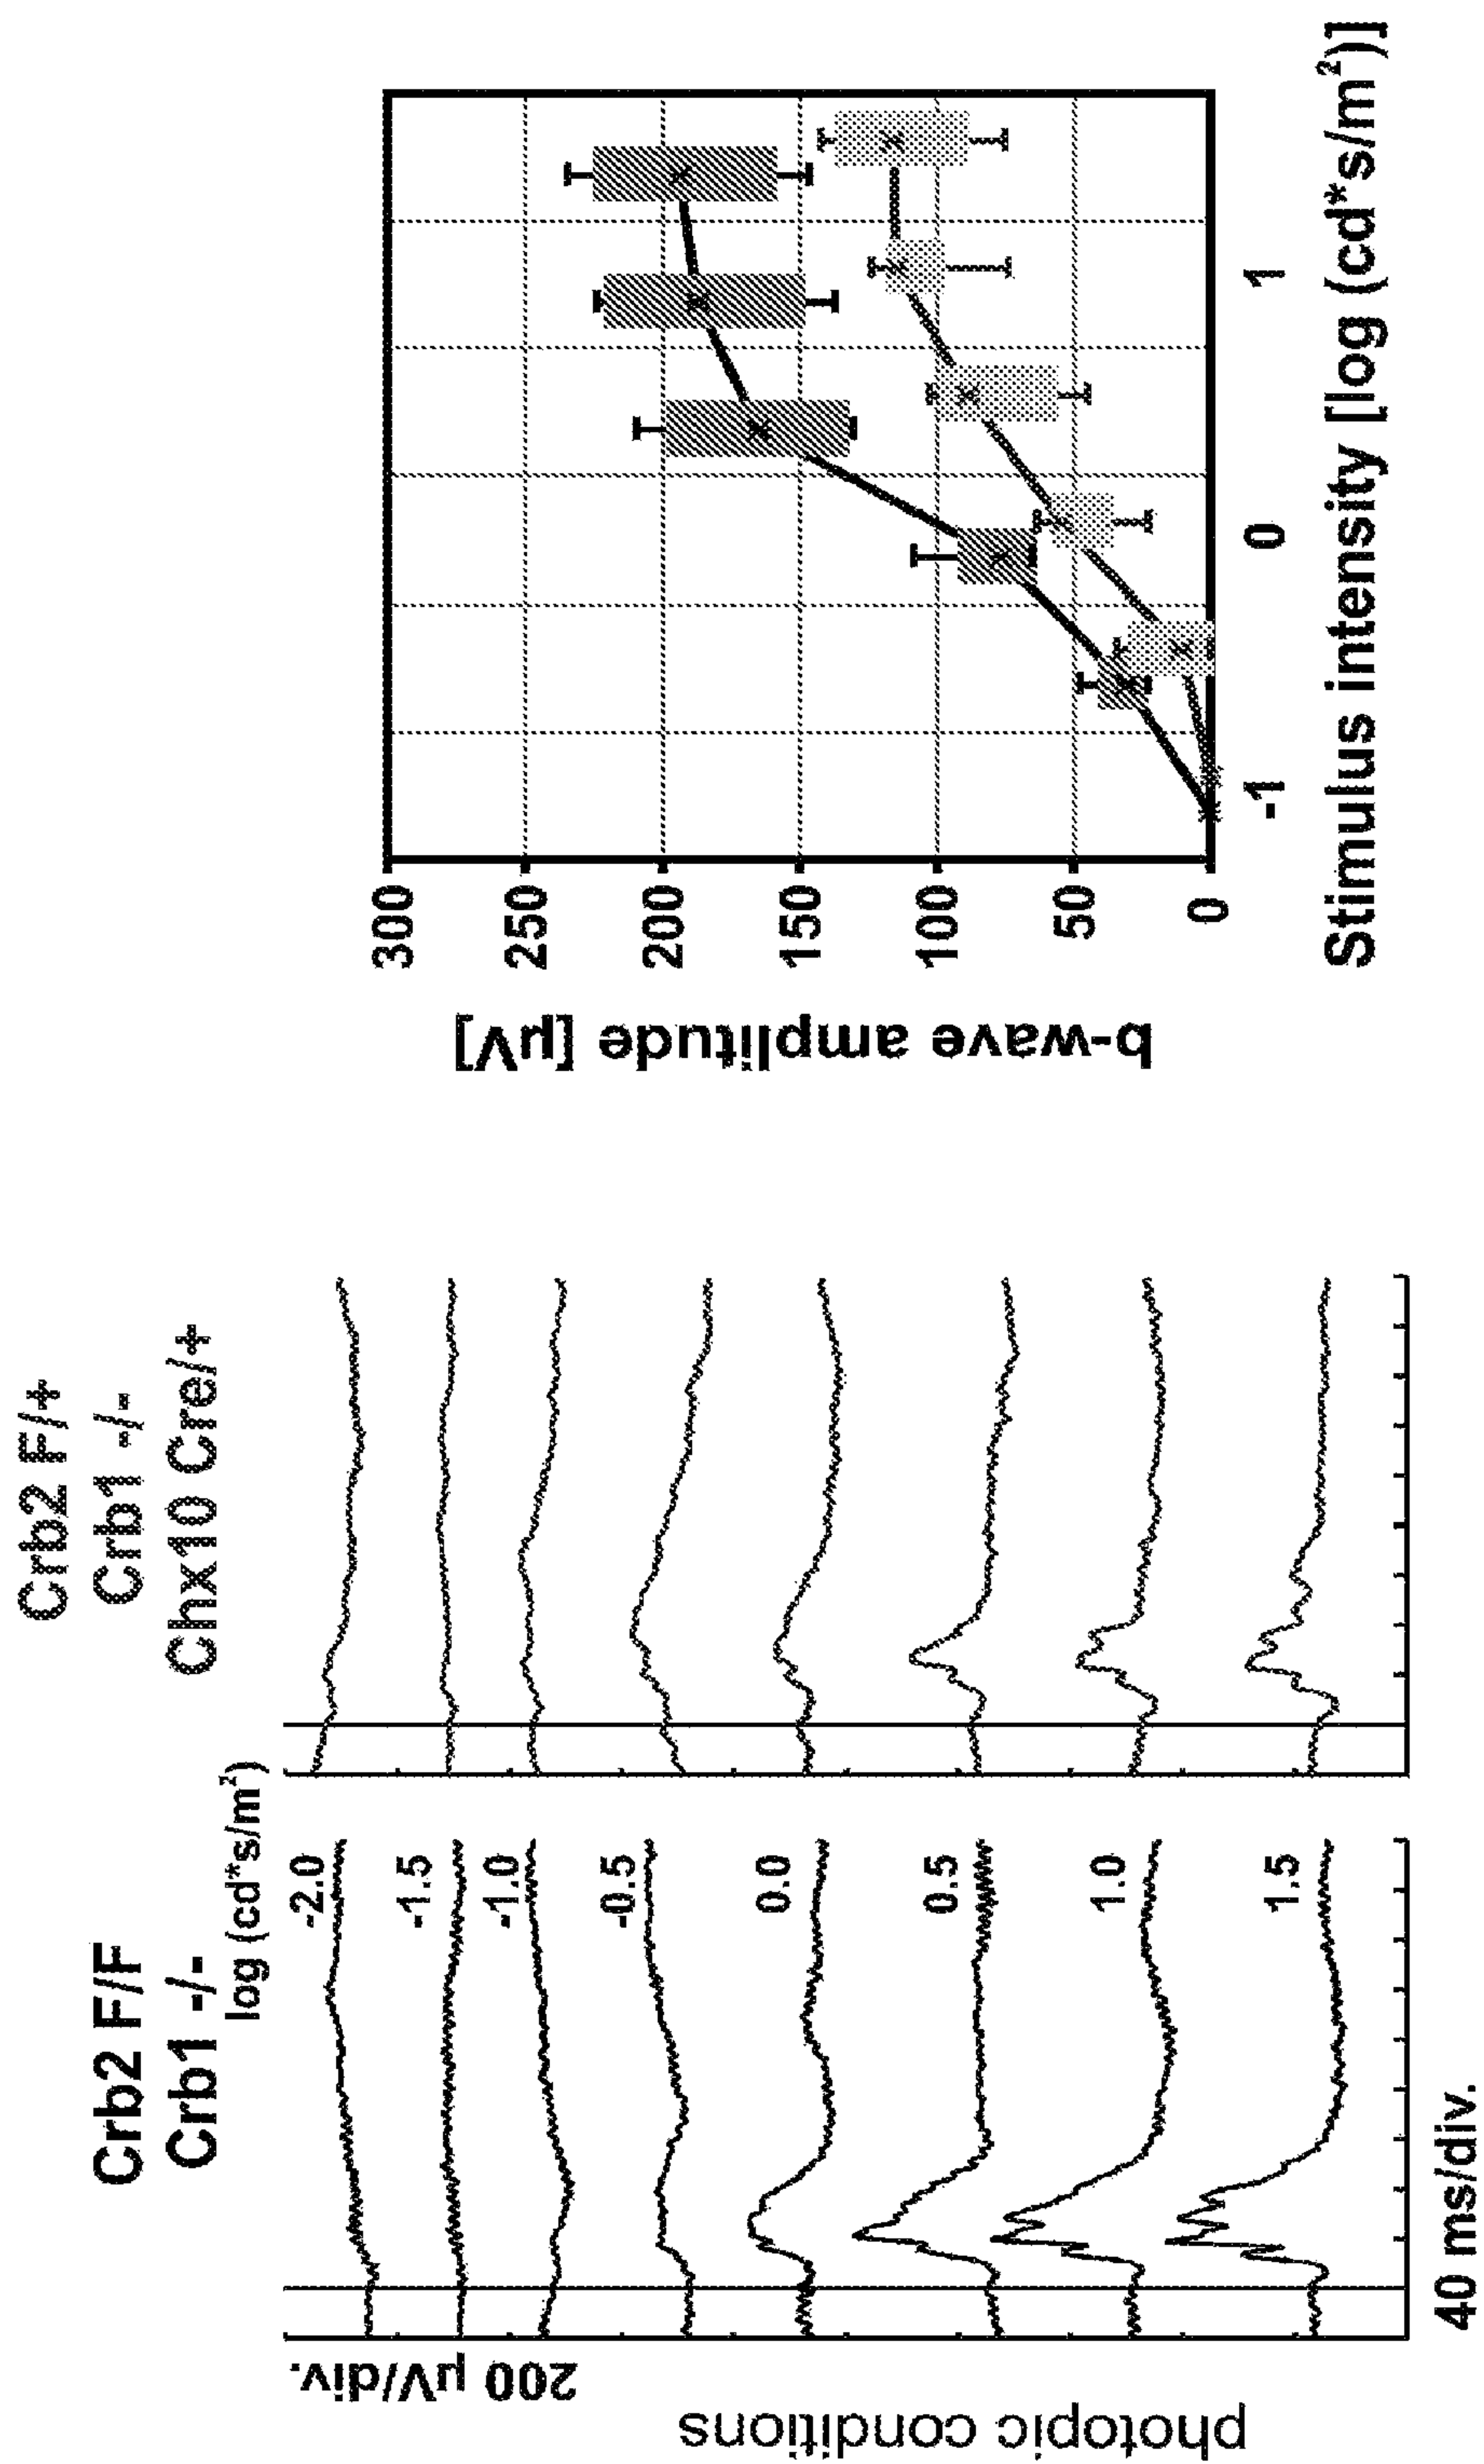 photopic conditions
200 µV/div.
40 ms/div.
Crb2 F/F
Crb1 -/-
log (cd*s/m²)
-2.0
-1.5
-1.0
-0.5
0.0
0.5
1.0
1.5
Crb2 F/+
Crb1 -/-
Chx10 Cre/+
b-wave amplitude [µV]
300
250
200
150
100
50
0
-1
0
1
Stimulus intensity [log (cd*s/m²)]